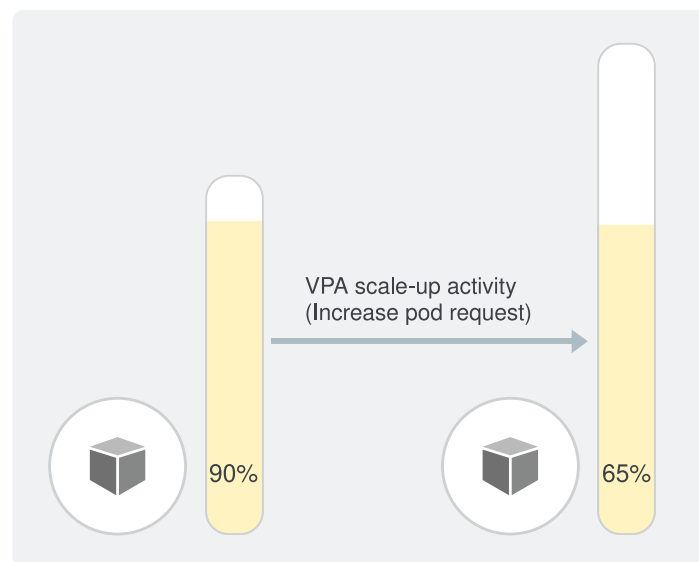 VPA scale-up activity
(Increase pod request)
90%
65%